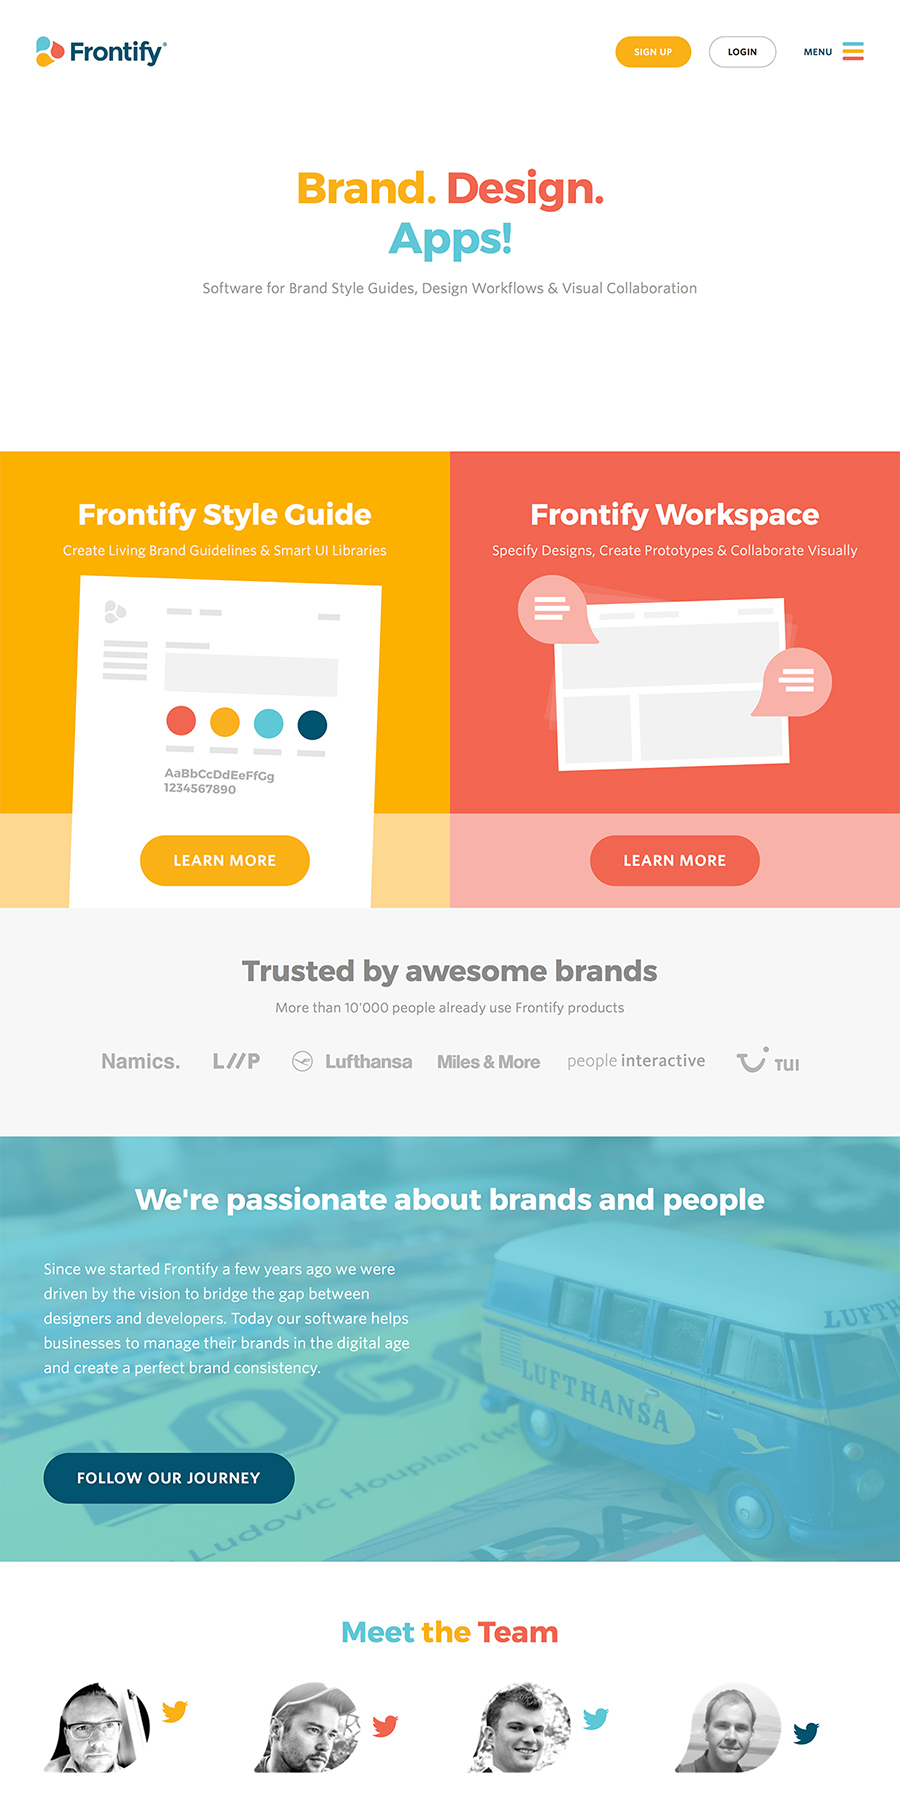 Frontify®
SIGN UP
LOGIN
MENU
Brand. Design.
Apps!
Software for Brand Style Guides, Design Workflows & Visual Collaboration
Frontify Style Guide
Create Living Brand Guidelines & Smart UI Libraries
AaBbCcDdEeFfGg
1234567890
LEARN MORE
Frontify Workspace
Specify Designs, Create Prototypes & Collaborate Visually
LEARN MORE
Trusted by awesome brands
More than 10'000 people already use Frontify products
Namics.
L//P
Lufthansa
Miles & More
people interactive
TUI
We're passionate about brands and people
Since we started Frontify a few years ago we were
driven by the vision to bridge the gap between
designers and developers. Today our software helps
businesses to manage their brands in the digital age
and create a perfect brand consistency.
LUFTH
LUFTHANSA
LOGO
FOLLOW OUR JOURNEY
Ludovic Houplain (H
Meet the Team